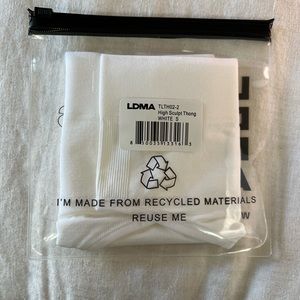 LDMA TLTH02-2
High Sculpt Thong
WHITE S
I'M MADE FROM RECYCLED MATERIALS
REUSE ME